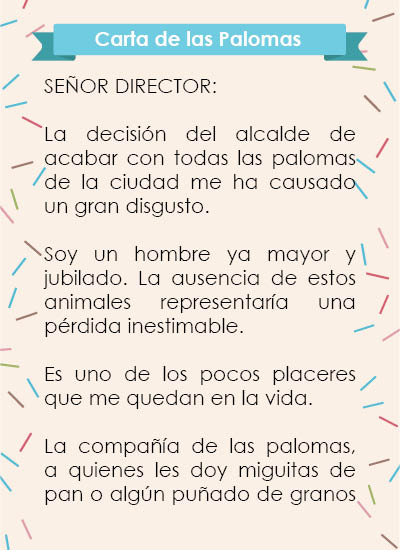 Carta de las Palomas
SEÑOR DIRECTOR:
La decisión del alcalde de
acabar con todas las palomas
de la ciudad me ha causado
un gran disgusto.
Soy un hombre ya mayor y
jubilado. La ausencia de estos
animales representaría una
pérdida inestimable.
Es uno de los pocos placeres
que me quedan en la vida.
La compañía de las palomas,
a quienes les doy miguitas de
pan o algún puñado de granos